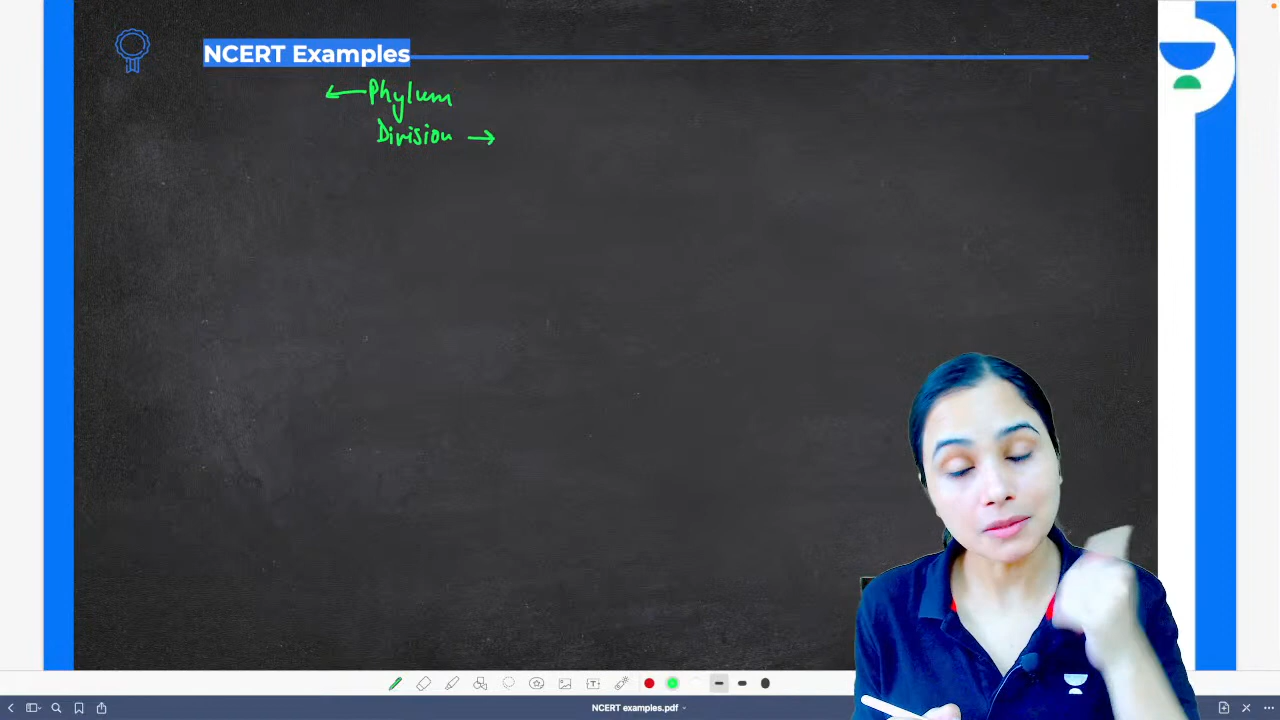 NCERT Examples
← Phylum
Division →
NCERT examples.pdf